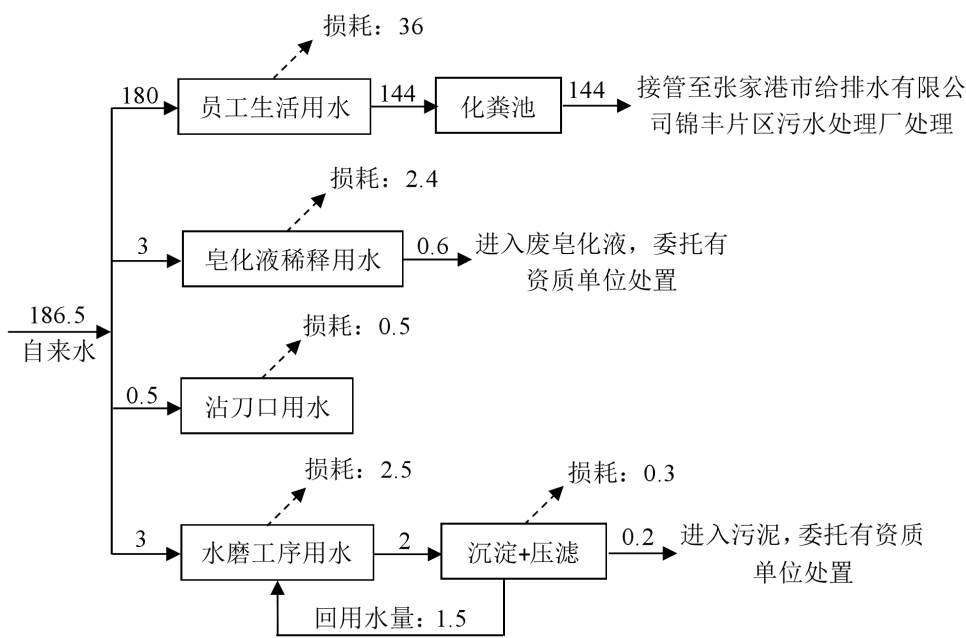 损耗：36
180
员工生活用水
144
化粪池
144
接管至张家港市给排水有限公
司锦丰片区污水处理厂处理
损耗：2.4
3
皂化液稀释用水
0.6
进入废皂化液，委托有
资质单位处置
186.5
自来水
损耗：0.5
0.5
沾刀口用水
损耗：2.5
损耗：0.3
3
水磨工序用水
2
沉淀+压滤
0.2
进入污泥，委托有资质
单位处置
回用水量：1.5